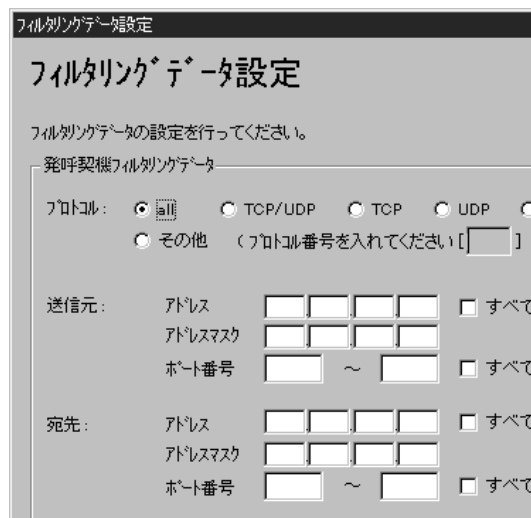 フィルタリングデータ設定
フィルタリングデータ設定
フィルタリングデータの設定を行ってください。
発呼契機フィルタリングデータ
プロトコル: all TCP/UDP TCP UDP
その他 (プロトコル番号を入れてください[ ]
送信元: アドレス . . . すべて
アドレスマスク . . .
ポート番号 ～ すべて
宛先: アドレス . . . すべて
アドレスマスク . . .
ポート番号 ～ すべて